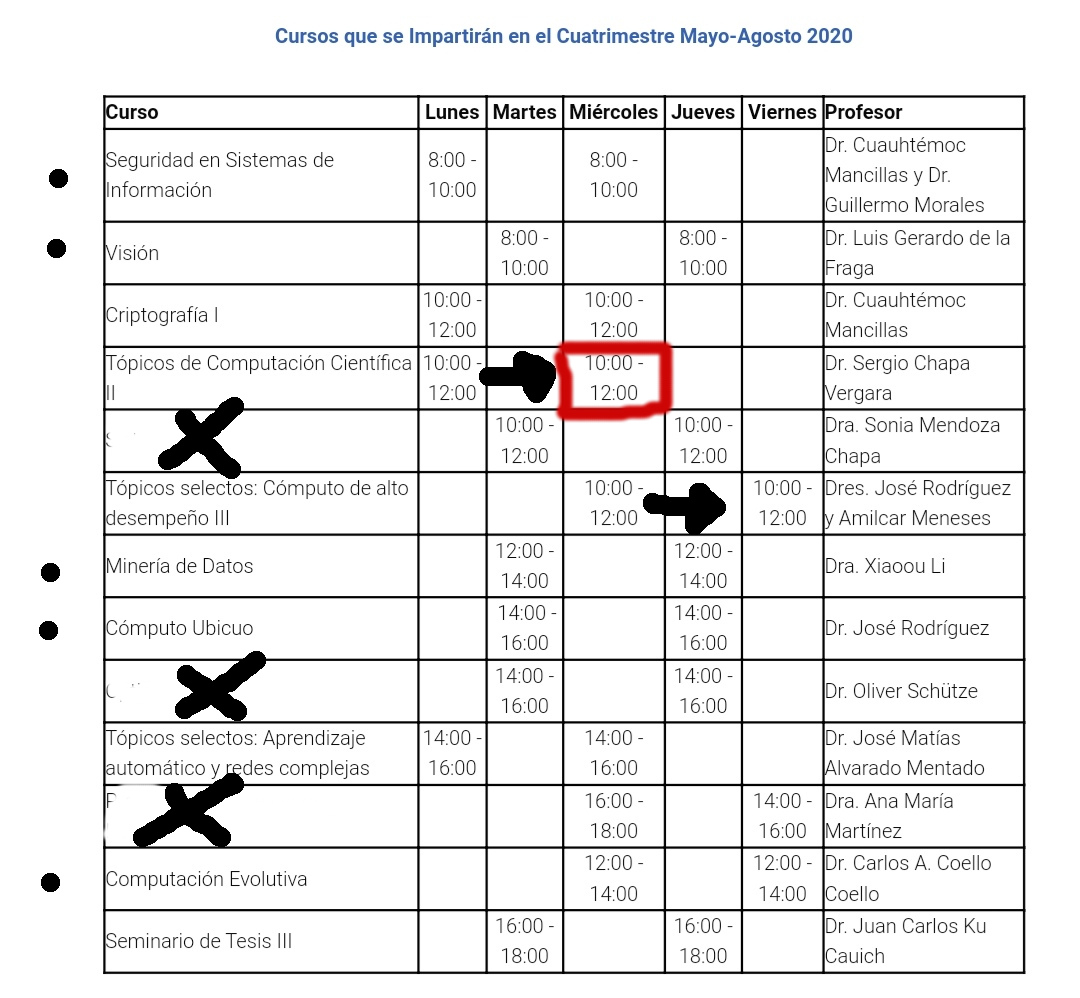 Cursos que se Impartirán en el Cuatrimestre Mayo-Agosto 2020
Curso Lunes Martes Miércoles Jueves Viernes Profesor
Seguridad en Sistemas de
Información
8:00 -
10:00
8:00 -
10:00
Dr. Cuauhtémoc
Mancillas y Dr.
Guillermo Morales
Visión
8:00 -
10:00
8:00 -
10:00
Dr. Luis Gerardo de la
Fraga
Criptografía I
10:00 -
12:00
10:00 -
12:00
Dr. Cuauhtémoc
Mancillas
Tópicos de Computación Científica
II
10:00 -
12:00
10:00 -
12:00
Dr. Sergio Chapa
Vergara
10:00 -
12:00
10:00 -
12:00
Dra. Sonia Mendoza
Chapa
Tópicos selectos: Cómputo de alto
desempeño III
10:00 -
12:00
10:00 -
12:00
Dres. José Rodríguez
y Amilcar Meneses
Minería de Datos
12:00 -
14:00
12:00 -
14:00
Dra. Xiaoou Li
Cómputo Ubicuo
14:00 -
16:00
14:00 -
16:00
Dr. José Rodríguez
14:00 -
16:00
14:00 -
16:00
Dr. Oliver Schütze
Tópicos selectos: Aprendizaje
automático y redes complejas
14:00 -
16:00
14:00 -
16:00
Dr. José Matías
Alvarado Mentado
16:00 -
18:00
14:00 -
16:00
Dra. Ana María
Martínez
Computación Evolutiva
12:00 -
14:00
12:00 -
14:00
Dr. Carlos A. Coello
Coello
Seminario de Tesis III
16:00 -
18:00
16:00 -
18:00
Dr. Juan Carlos Ku
Cauich